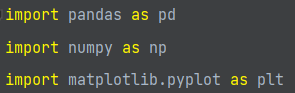 import pandas as pd
import numpy as np
import matplotlib.pyplot as plt